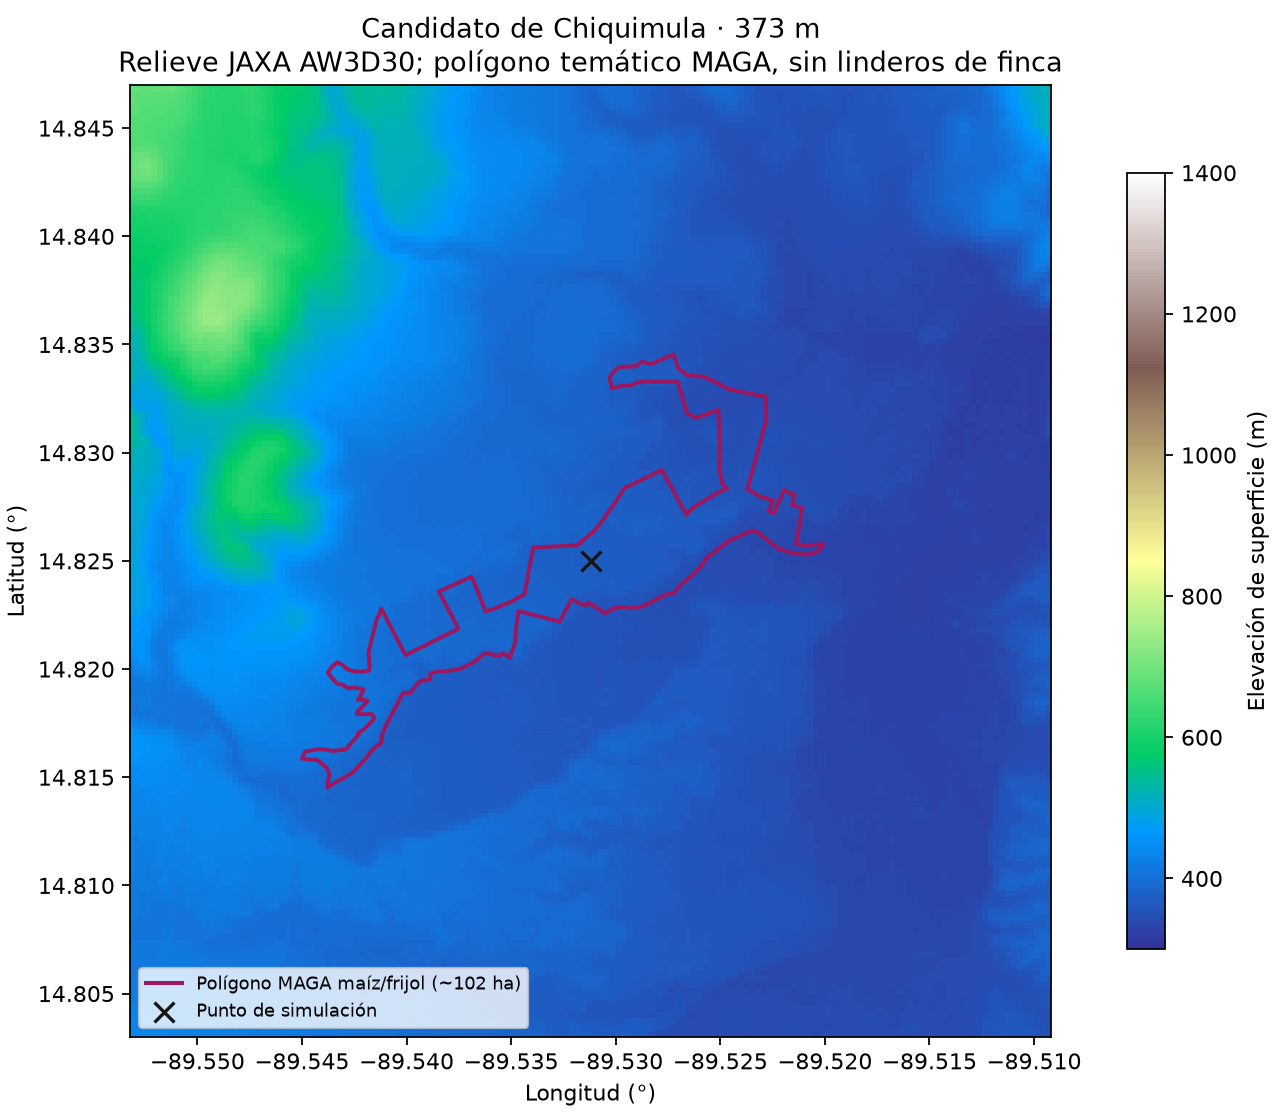 Candidato de Chiquimula · 373 m
Relieve JAXA AW3D30; polígono temático MAGA, sin linderos de finca
14.845
14.840
14.835
14.830
14.825
14.820
14.815
14.810
14.805
Latitud (°)
Polígono MAGA maíz/frijol (~102 ha)
Punto de simulación
−89.550 −89.545 −89.540 −89.535 −89.530 −89.525 −89.520 −89.515 −89.510
Longitud (°)
1400
1200
1000
800
600
400
Elevación de superficie (m)